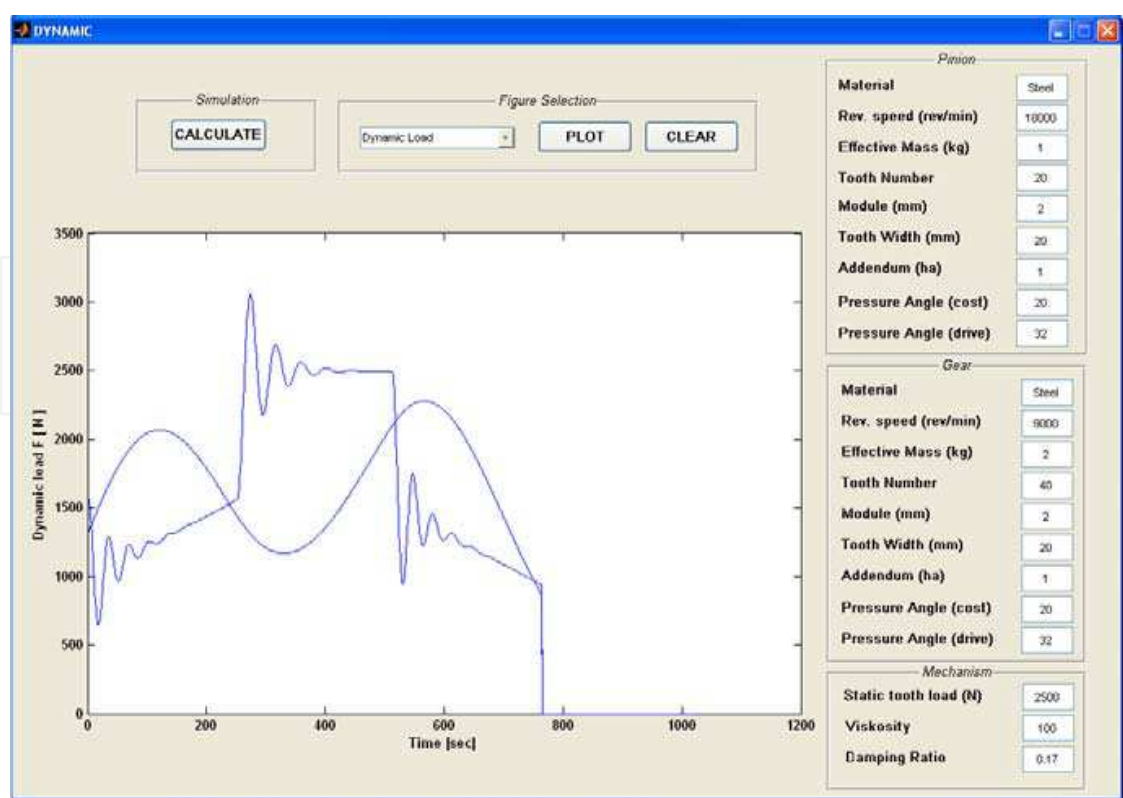 DYNAMIC
Simulation
CALCULATE
Figure Selection
Dynamic Load
PLOT
CLEAR
3500
3000
2500
2000
1500
1000
500
0
Dynamic load F [N]
0
200
400
600
800
1000
1200
Time [sec]
Pinion
Material Steel
Rev. speed (rev/min) 18000
Effective Mass (kg) 1
Tooth Number 20
Module (mm) 2
Tooth Width (mm) 20
Addendum (ha) 1
Pressure Angle (cost) 20
Pressure Angle (drive) 32
Gear
Material Steel
Rev. speed (rev/min) 9000
Effective Mass (kg) 2
Tooth Number 40
Module (mm) 2
Tooth Width (mm) 20
Addendum (ha) 1
Pressure Angle (cost) 20
Pressure Angle (drive) 32
Mechanism
Static tooth load (N) 2500
Viskosity 100
Damping Ratio 0.17